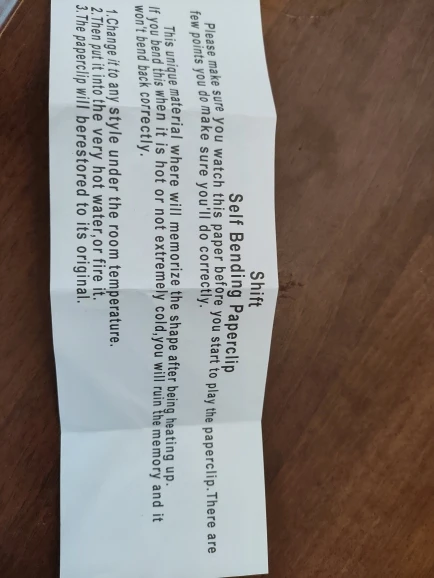 Shift
Self Bending Paperclip
Please make sure you watch this paper before you start to play the paperclip.There are
few points you do make sure you'll do correctly.
This unique material where will memorize the shape after being heating up.
If you bend this when it is hot or not extremely cold,you will ruin the memory and it
won't bend back correctly.
1.Change it to any style under the room temperature.
2.Then put it into the very hot water,or fire it.
3.The paperclip will berestored to its original.